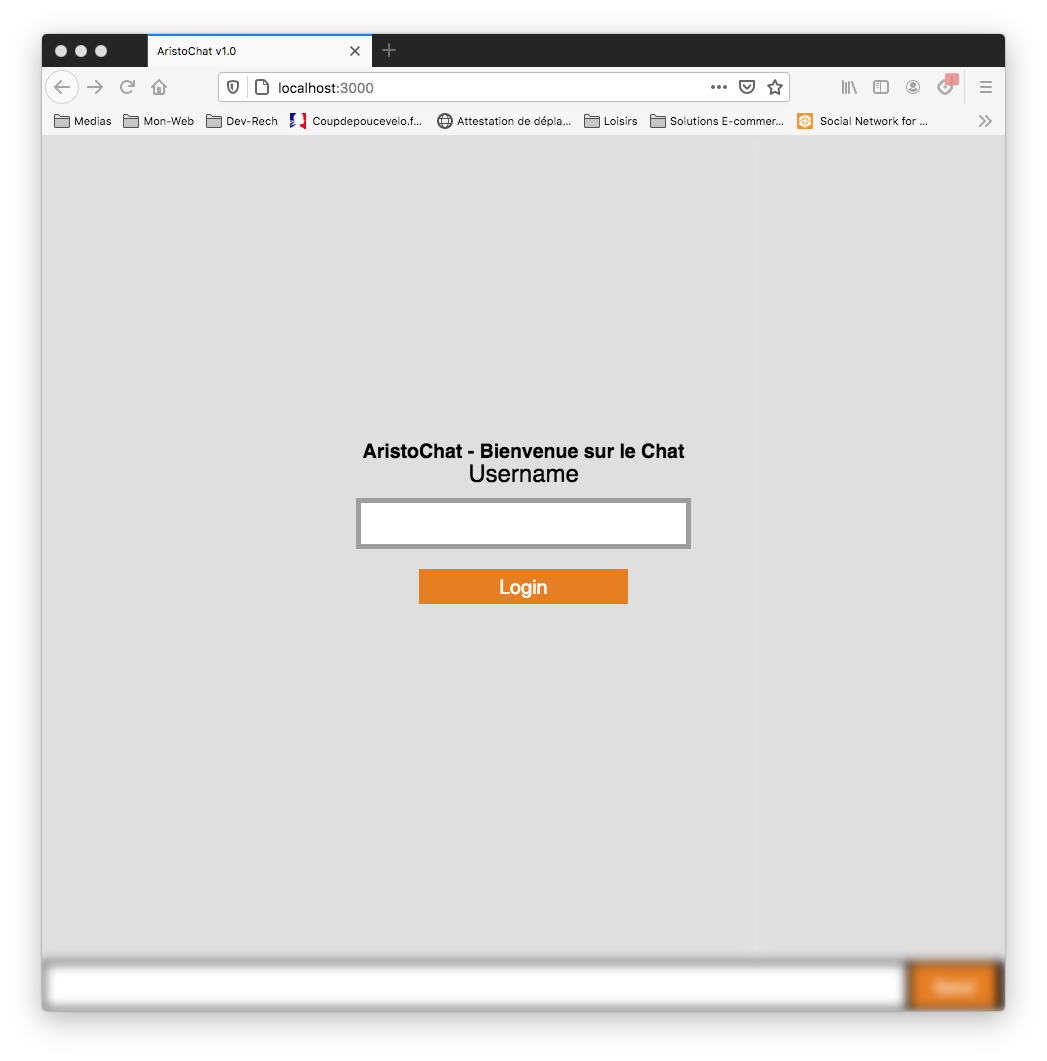 AristoChat v1.0
localhost:3000
Medias Mon-Web Dev-Rech Coupdepoucevelo.f... Attestation de dépla... Loisirs Solutions E-commer... Social Network for ...
AristoChat - Bienvenue sur le Chat
Username
Login